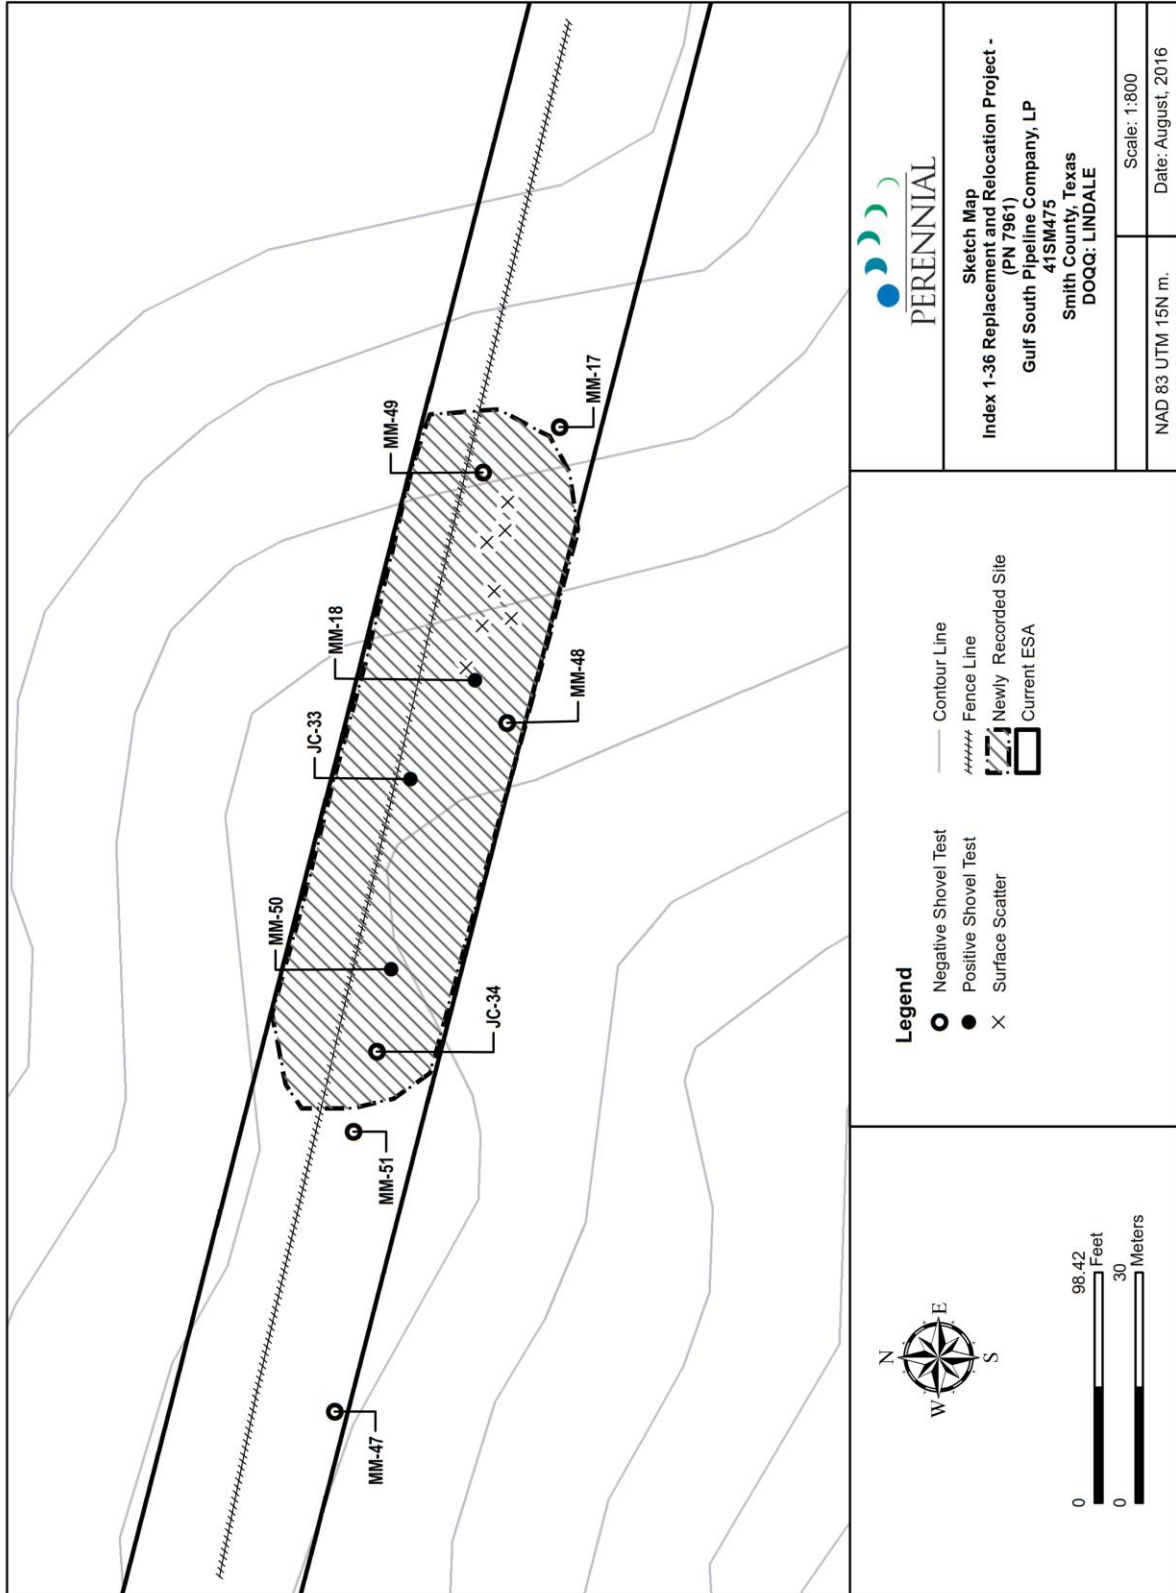 MM-47
MM-51
JC-34
MM-50
JC-33
MM-18
MM-48
MM-49
MM-17
N
W
E
S
0
98.42
Feet
0
30
Meters
Legend
Negative Shovel Test
Positive Shovel Test
Surface Scatter
Contour Line
Fence Line
Newly Recorded Site
Current ESA
PERENNIAL
Sketch Map
Index 1-36 Replacement and Relocation Project -
(PN 7961)
Gulf South Pipeline Company, LP
41SM475
Smith County, Texas
DOQQ: LINDALE
Scale: 1:800
NAD 83 UTM 15N m.
Date: August, 2016